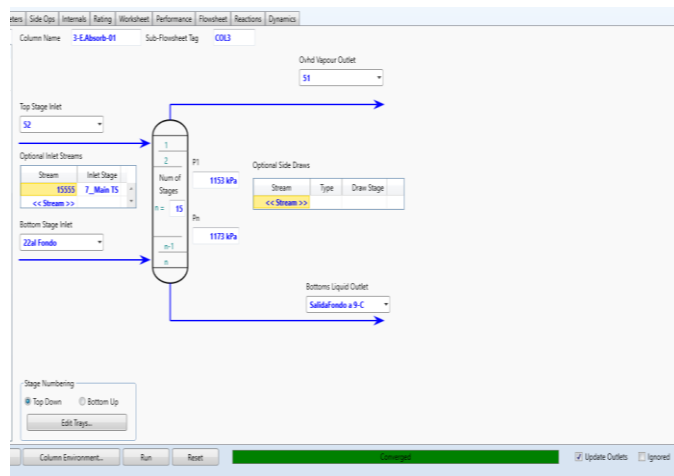 ters Side Ops Internals Rating Worksheet Performance Flowsheet Reactions Dynamics
Column Name 3-E.Absorb-01 Sub-Flowsheet Tag COL3
Ovhd Vapour Outlet
51
Top Stage Inlet
52
Optional Inlet Streams
Stream Inlet Stage
15555 7_Main TS
<< Stream >>
Bottom Stage Inlet
22al Fondo
1
2
Num of
Stages
n = 15
n-1
n
P1
1153 kPa
Pn
1173 kPa
Optional Side Draws
Stream Type Draw Stage
<< Stream >>
Bottoms Liquid Outlet
SalidaFondo a 9-C
Stage Numbering
Top Down Bottom Up
Edit Trays...
Column Environment... Run Reset Converged Update Outlets Ignored